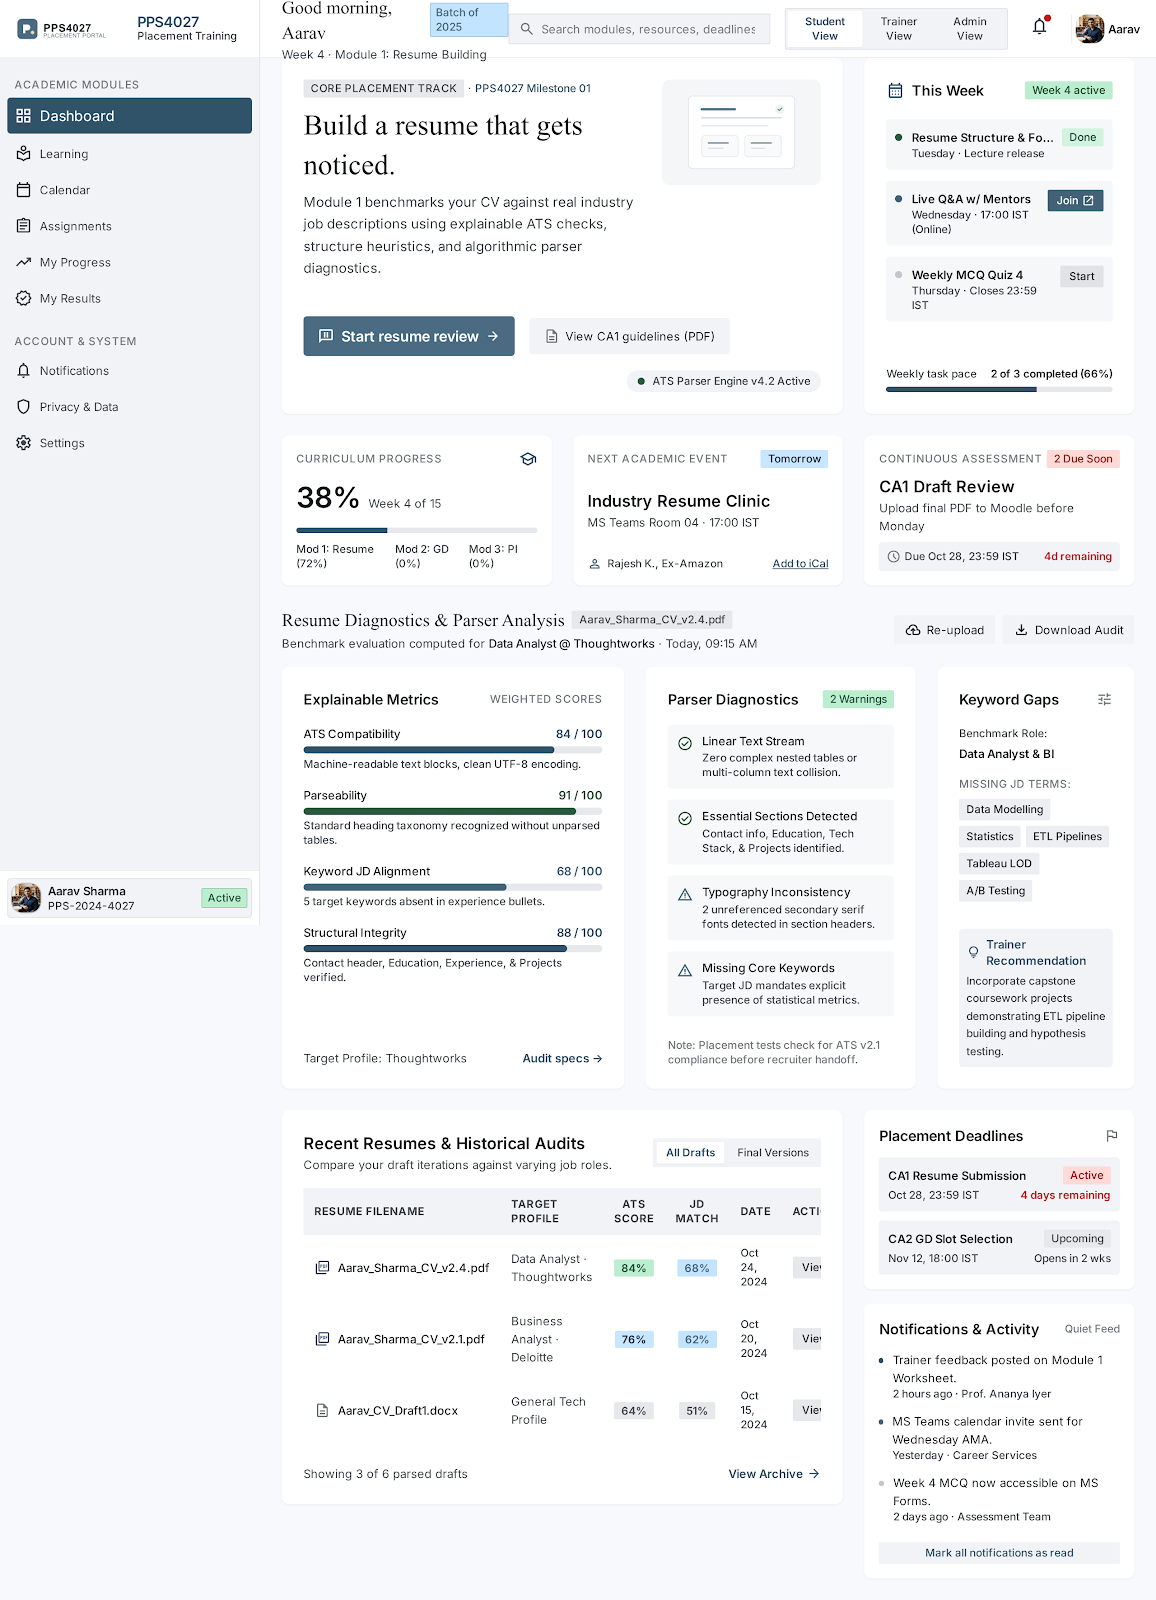 PPS4027
PLACEMENT PORTAL
PPS4027
Placement Training
Good morning,
Aarav
Batch of
2025
Week 4 · Module 1: Resume Building
Search modules, resources, deadlines
Student
View
Trainer
View
Admin
View
Aarav
ACADEMIC MODULES
Dashboard
Learning
Calendar
Assignments
My Progress
My Results
ACCOUNT & SYSTEM
Notifications
Privacy & Data
Settings
Aarav Sharma
PPS-2024-4027
Active
CORE PLACEMENT TRACK · PPS4027 Milestone 01
Build a resume that gets
noticed.
Module 1 benchmarks your CV against real industry
job descriptions using explainable ATS checks,
structure heuristics, and algorithmic parser
diagnostics.
Start resume review
View CA1 guidelines (PDF)
ATS Parser Engine v4.2 Active
This Week
Week 4 active
Resume Structure & Fo...
Done
Tuesday · Lecture release
Live Q&A w/ Mentors
Join
Wednesday · 17:00 IST
(Online)
Weekly MCQ Quiz 4
Start
Thursday · Closes 23:59
IST
Weekly task pace
2 of 3 completed (66%)
CURRICULUM PROGRESS
38% Week 4 of 15
Mod 1: Resume
(72%)
Mod 2: GD
(0%)
Mod 3: PI
(0%)
NEXT ACADEMIC EVENT
Tomorrow
Industry Resume Clinic
MS Teams Room 04 · 17:00 IST
Rajesh K., Ex-Amazon
Add to iCal
CONTINUOUS ASSESSMENT
2 Due Soon
CA1 Draft Review
Upload final PDF to Moodle before
Monday
Due Oct 28, 23:59 IST
4d remaining
Resume Diagnostics & Parser Analysis
Aarav_Sharma_CV_v2.4.pdf
Benchmark evaluation computed for Data Analyst @ Thoughtworks · Today, 09:15 AM
Re-upload
Download Audit
Explainable Metrics
WEIGHTED SCORES
ATS Compatibility
84 / 100
Machine-readable text blocks, clean UTF-8 encoding.
Parseability
91 / 100
Standard heading taxonomy recognized without unparsed
tables.
Keyword JD Alignment
68 / 100
5 target keywords absent in experience bullets.
Structural Integrity
88 / 100
Contact header, Education, Experience, & Projects
verified.
Target Profile: Thoughtworks
Audit specs →
Parser Diagnostics
2 Warnings
Linear Text Stream
Zero complex nested tables or
multi-column text collision.
Essential Sections Detected
Contact info, Education, Tech
Stack, & Projects identified.
Typography Inconsistency
2 unreferenced secondary serif
fonts detected in section headers.
Missing Core Keywords
Target JD mandates explicit
presence of statistical metrics.
Note: Placement tests check for ATS v2.1
compliance before recruiter handoff.
Keyword Gaps
Benchmark Role:
Data Analyst & BI
MISSING JD TERMS:
Data Modelling
Statistics
ETL Pipelines
Tableau LOD
A/B Testing
Trainer
Recommendation
Incorporate capstone
coursework projects
demonstrating ETL pipeline
building and hypothesis
testing.
Recent Resumes & Historical Audits
Compare your draft iterations against varying job roles.
All Drafts
Final Versions
RESUME FILENAME
TARGET
PROFILE
ATS
SCORE
JD
MATCH
DATE
ACTI
Aarav_Sharma_CV_v2.4.pdf
Data Analyst ·
Thoughtworks
84%
68%
Oct
24,
2024
View
Aarav_Sharma_CV_v2.1.pdf
Business
Analyst ·
Deloitte
76%
62%
Oct
20,
2024
View
Aarav_CV_Draft1.docx
General Tech
Profile
64%
51%
Oct
15,
2024
View
Showing 3 of 6 parsed drafts
View Archive →
Placement Deadlines
CA1 Resume Submission
Active
Oct 28, 23:59 IST
4 days remaining
CA2 GD Slot Selection
Upcoming
Nov 12, 18:00 IST
Opens in 2 wks
Notifications & Activity
Quiet Feed
Trainer feedback posted on Module 1
Worksheet.
2 hours ago · Prof. Ananya Iyer
MS Teams calendar invite sent for
Wednesday AMA.
Yesterday · Career Services
Week 4 MCQ now accessible on MS
Forms.
2 days ago · Assessment Team
Mark all notifications as read